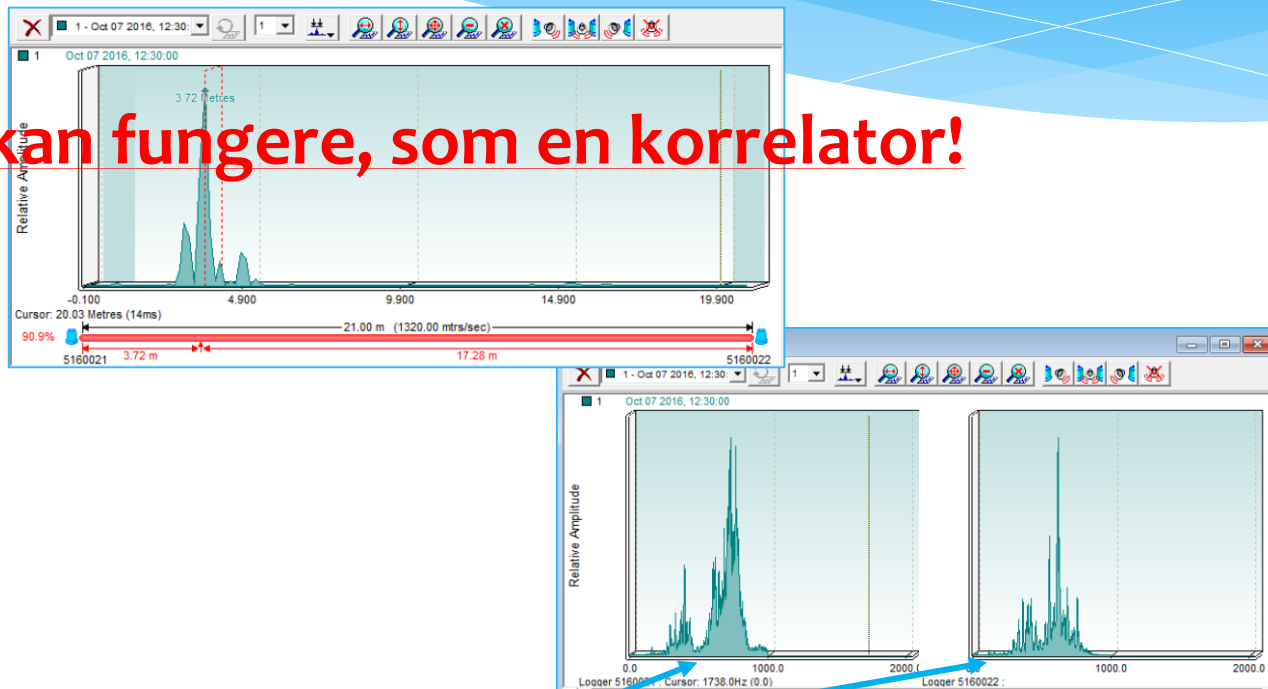 1 - Oct 07 2016, 12:30:
1
1 Oct 07 2016, 12:30:00
3.72 Metres
kan fungere, som en korrelator!
Relative Amplitude
-0.100 4.900 9.900 14.900 19.900
Cursor: 20.03 Metres (14ms)
21.00 m (1320.00 mtrs/sec)
90.9%
3.72 m 17.28 m
5160021 5160022
1 - Oct 07 2016, 12:30:
1
1 Oct 07 2016, 12:30:00
Relative Amplitude
0.0 1000.0 2000.0 1000.0 2000.0
Logger 5160021 : Cursor: 1738.0Hz (0.0) Logger 5160022 :